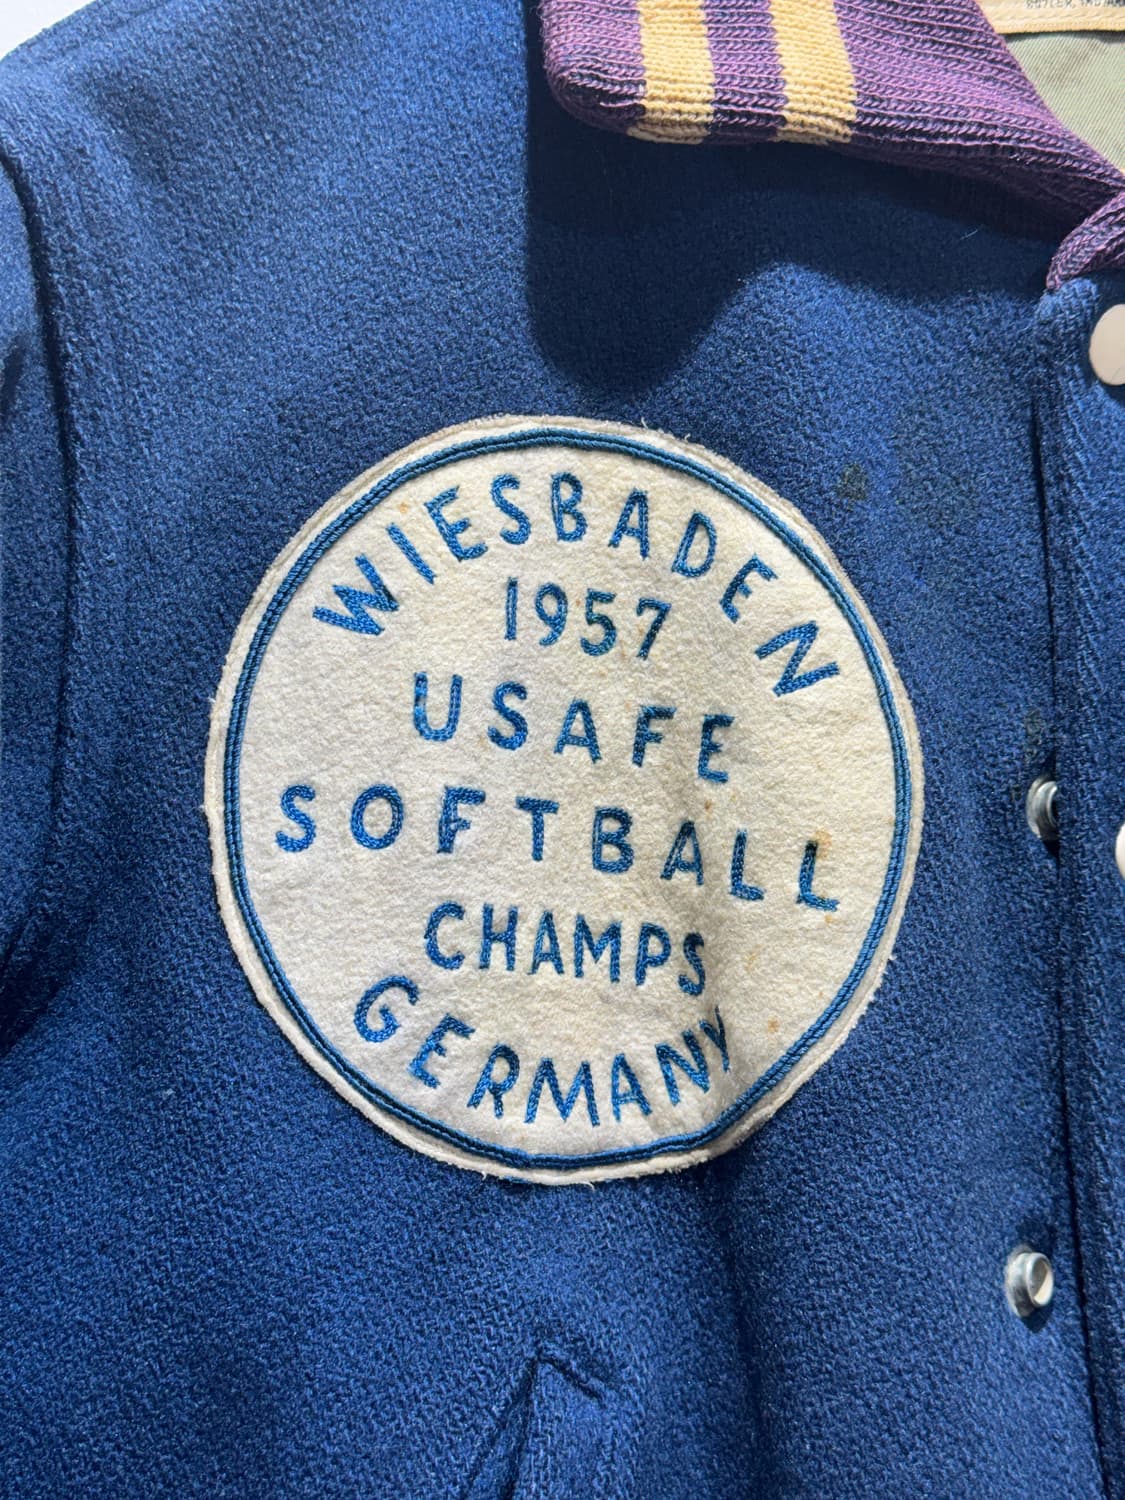 WIESBADEN
1957
USAFE
SOFTBALL
CHAMPS
GERMANY